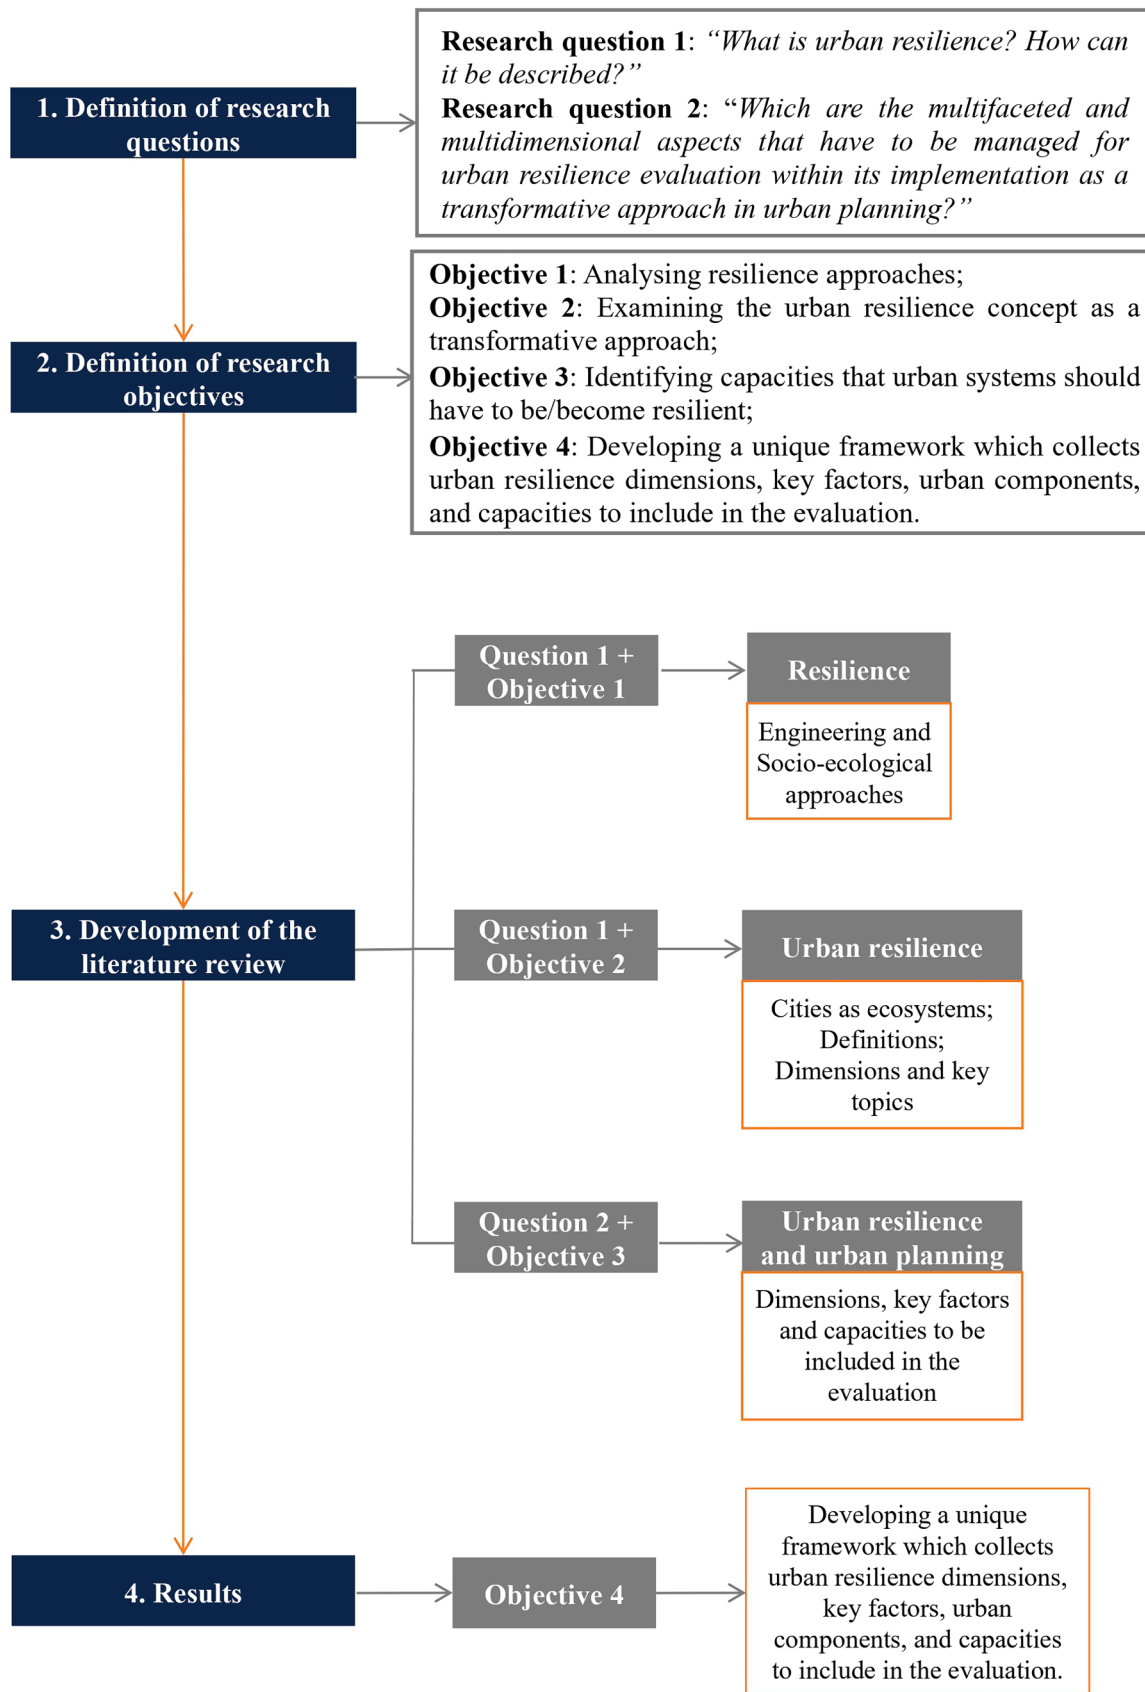 1. Definition of research
questions
Research question 1: “What is urban resilience? How can
it be described?”
Research question 2: “Which are the multifaceted and
multidimensional aspects that have to be managed for
urban resilience evaluation within its implementation as a
transformative approach in urban planning?”
2. Definition of research
objectives
Objective 1: Analysing resilience approaches;
Objective 2: Examining the urban resilience concept as a
transformative approach;
Objective 3: Identifying capacities that urban systems should
have to be/become resilient;
Objective 4: Developing a unique framework which collects
urban resilience dimensions, key factors, urban components,
and capacities to include in the evaluation.
3. Development of the
literature review
Question 1 +
Objective 1
Resilience
Engineering and
Socio-ecological
approaches
Question 1 +
Objective 2
Urban resilience
Cities as ecosystems;
Definitions;
Dimensions and key
topics
Question 2 +
Objective 3
Urban resilience
and urban planning
Dimensions, key factors
and capacities to be
included in the
evaluation
4. Results
Objective 4
Developing a unique
framework which collects
urban resilience dimensions,
key factors, urban
components, and capacities
to include in the evaluation.